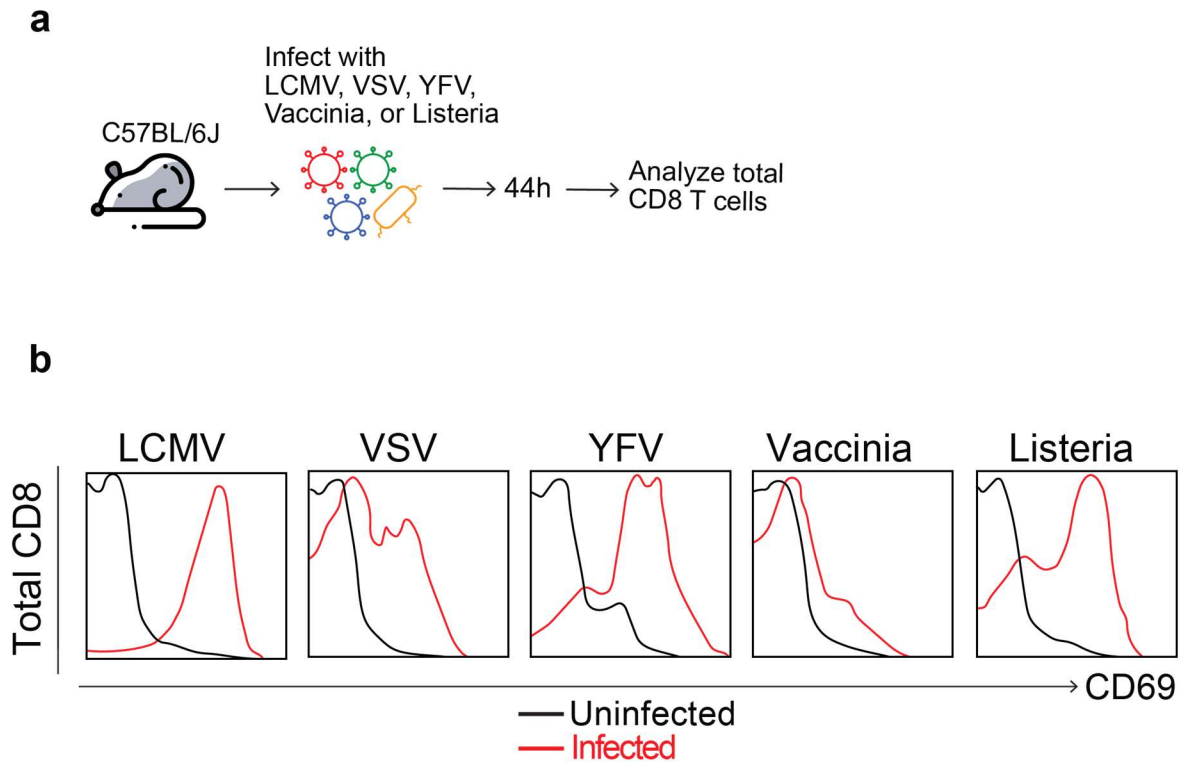 a
Infect with
LCMV, VSV, YFV,
Vaccinia, or Listeria
C57BL/6J
44h
Analyze total
CD8 T cells
b
LCMV
VSV
YFV
Vaccinia
Listeria
Total CD8
CD69
Uninfected
Infected